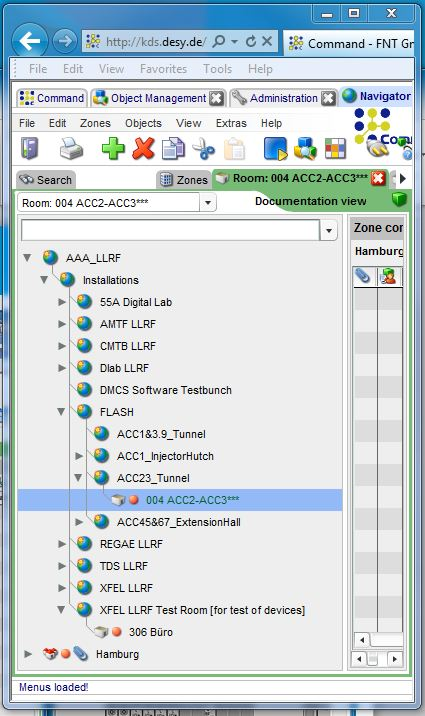 http://kds.desy.de/
Command - FNT Gm
File Edit View Favorites Tools Help
Command Object Management Administration Navigator
File Edit Zones Objects View Extras Help
Search Zones Room: 004 ACC2-ACC3***
Room: 004 ACC2-ACC3*** Documentation view
Zone con
AAA_LLRF
Hamburg
Installations
55A Digital Lab
AMTF LLRF
CMTB LLRF
Dlab LLRF
DMCS Software Testbunch
FLASH
ACC1&3.9_Tunnel
ACC1_InjectorHutch
ACC23_Tunnel
004 ACC2-ACC3***
ACC45&67_ExtensionHall
REGAE LLRF
TDS LLRF
XFEL LLRF
XFEL LLRF Test Room [for test of devices]
306 Büro
Hamburg
Menus loaded!